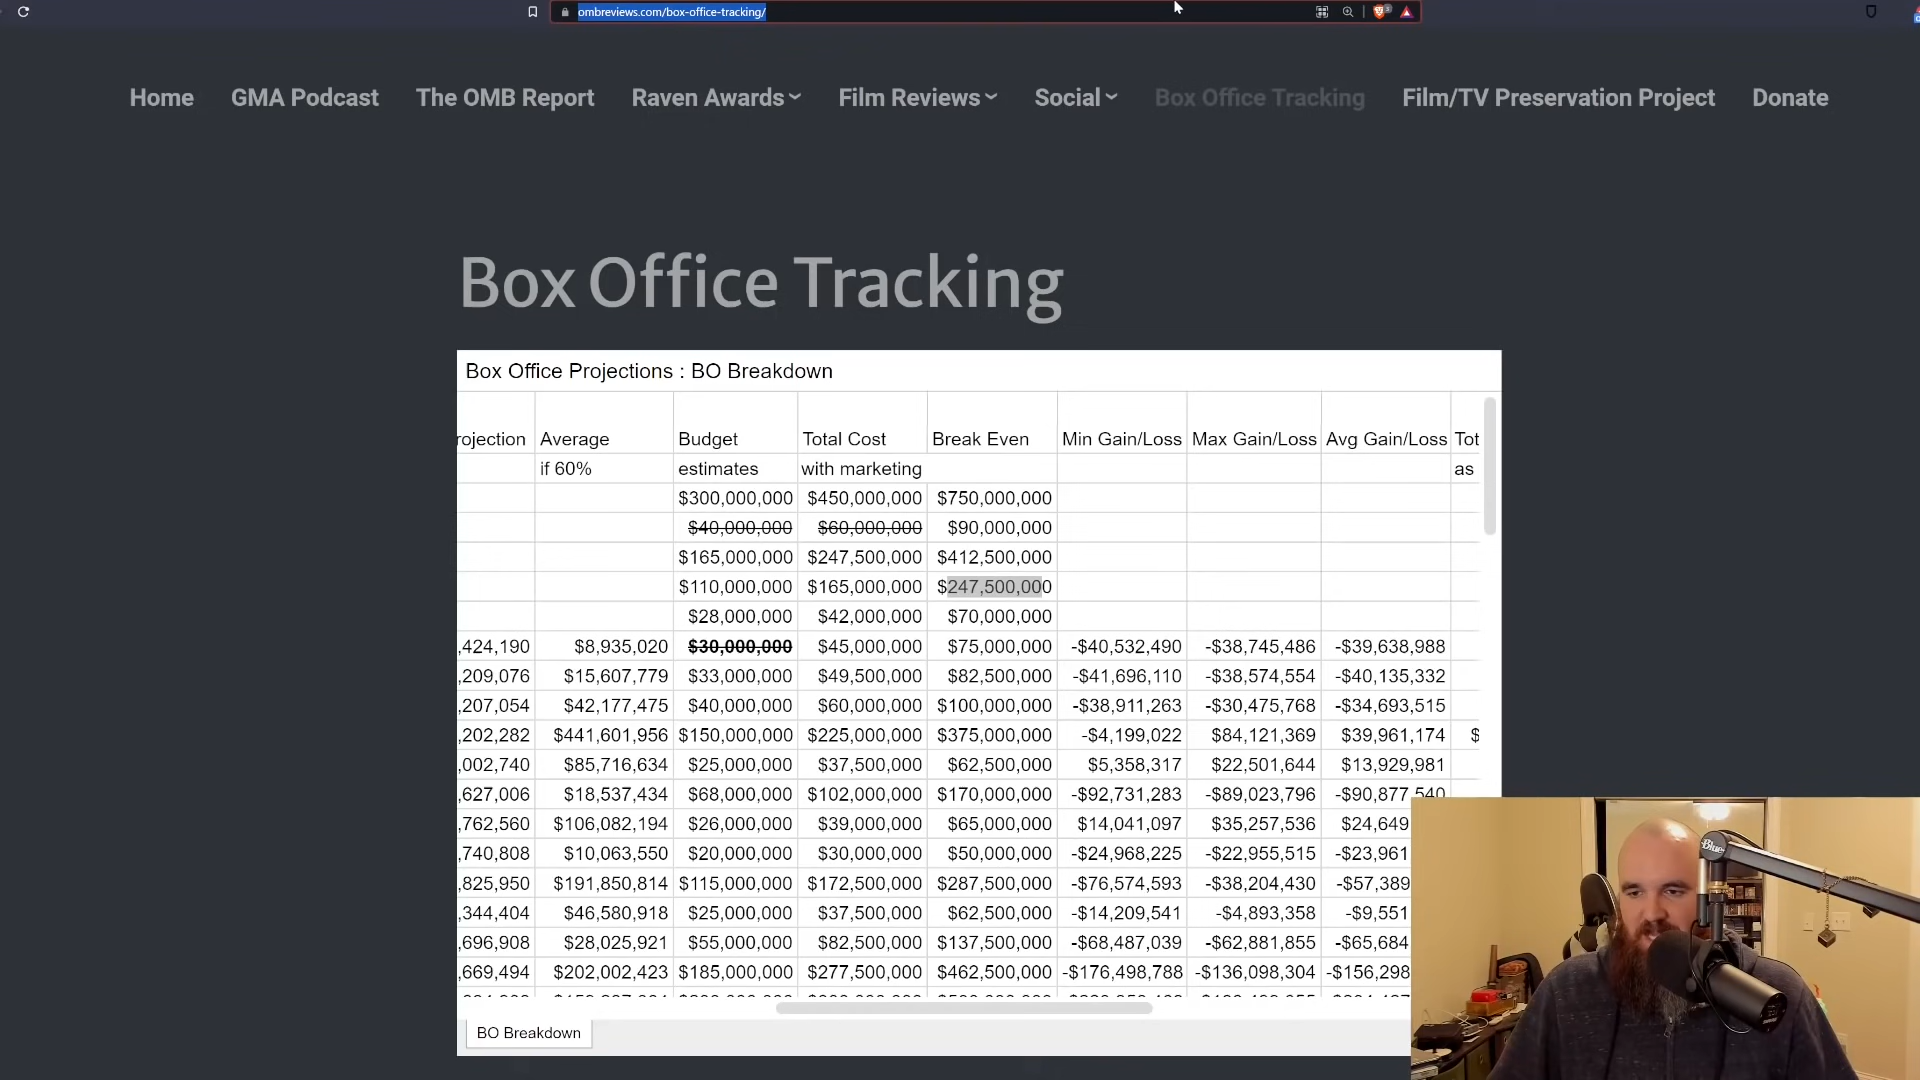 ombreviews.com/box-office-tracking/
Home GMA Podcast The OMB Report Raven Awards Film Reviews Social Box Office Tracking Film/TV Preservation Project Donate
Box Office Tracking
Box Office Projections : BO Breakdown
rojection Average Budget Total Cost Break Even Min Gain/Loss Max Gain/Loss Avg Gain/Loss Tot
if 60% estimates with marketing as
$300,000,000 $450,000,000 $750,000,000
$40,000,000 $60,000,000 $90,000,000
$165,000,000 $247,500,000 $412,500,000
$110,000,000 $165,000,000 $247,500,000
$28,000,000 $42,000,000 $70,000,000
,424,190 $8,935,020 $30,000,000 $45,000,000 $75,000,000 -$40,532,490 -$38,745,486 -$39,638,988
,209,076 $15,607,779 $33,000,000 $49,500,000 $82,500,000 -$41,696,110 -$38,574,554 -$40,135,332
,207,054 $42,177,475 $40,000,000 $60,000,000 $100,000,000 -$38,911,263 -$30,475,768 -$34,693,515
,202,282 $441,601,956 $150,000,000 $225,000,000 $375,000,000 -$4,199,022 $84,121,369 $39,961,174 $
,002,740 $85,716,634 $25,000,000 $37,500,000 $62,500,000 $5,358,317 $22,501,644 $13,929,981
,627,006 $18,537,434 $68,000,000 $102,000,000 $170,000,000 -$92,731,283 -$89,023,796 -$90,877,540
,762,560 $106,082,194 $26,000,000 $39,000,000 $65,000,000 $14,041,097 $35,257,536 $24,649
,740,808 $10,063,550 $20,000,000 $30,000,000 $50,000,000 -$24,968,225 -$22,955,515 -$23,961
,825,950 $191,850,814 $115,000,000 $172,500,000 $287,500,000 -$76,574,593 -$38,204,430 -$57,389
,344,404 $46,580,918 $25,000,000 $37,500,000 $62,500,000 -$14,209,541 -$4,893,358 -$9,551
,696,908 $28,025,921 $55,000,000 $82,500,000 $137,500,000 -$68,487,039 -$62,881,855 -$65,684
,669,494 $202,002,423 $185,000,000 $277,500,000 $462,500,000 -$176,498,788 -$136,098,304 -$156,298
BO Breakdown
Blue